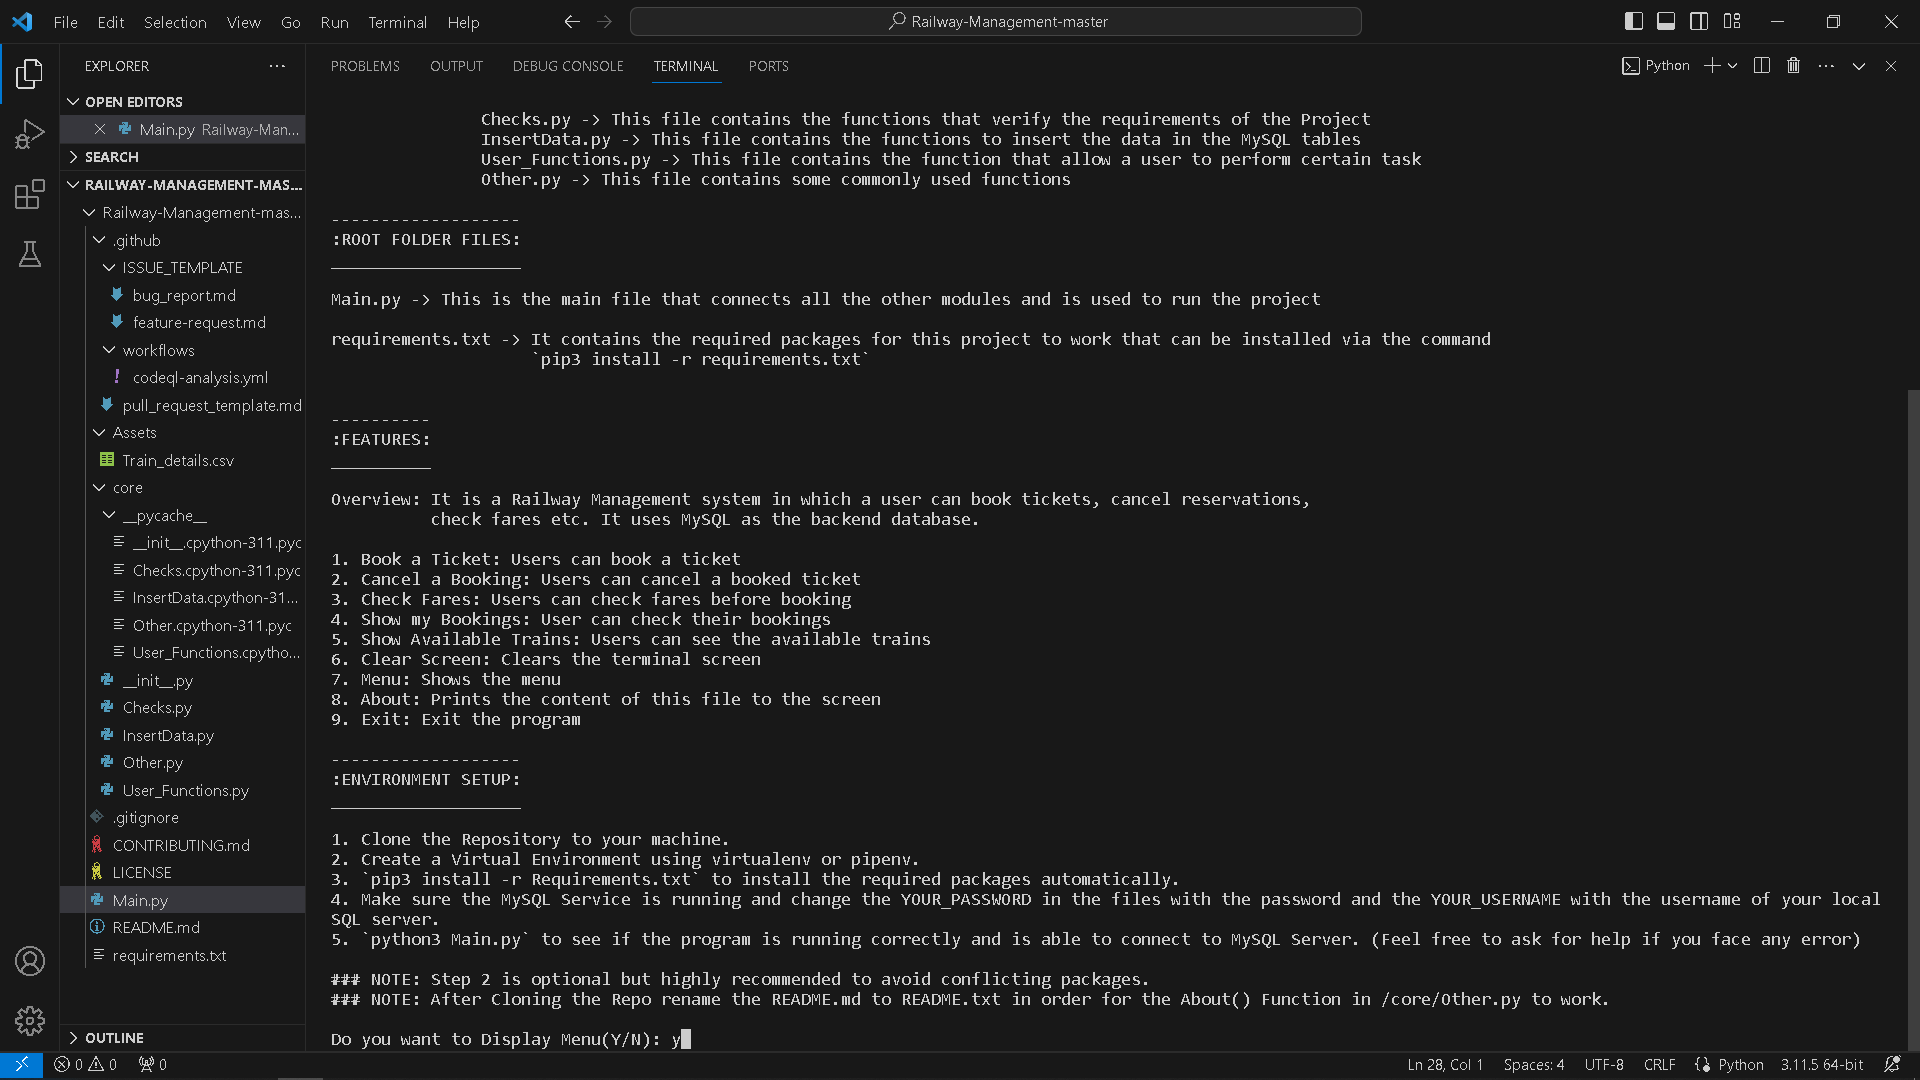 File Edit Selection View Go Run Terminal Help
Railway-Management-master
EXPLORER
OPEN EDITORS
Main.py Railway-Man...
SEARCH
RAILWAY-MANAGEMENT-MAS...
Railway-Management-mas...
.github
ISSUE_TEMPLATE
bug_report.md
feature-request.md
workflows
codeql-analysis.yml
pull_request_template.md
Assets
Train_details.csv
core
__pycache__
__init__.cpython-311.pyc
Checks.cpython-311.pyc
InsertData.cpython-31...
Other.cpython-311.pyc
User_Functions.cpytho...
__init__.py
Checks.py
InsertData.py
Other.py
User_Functions.py
.gitignore
CONTRIBUTING.md
LICENSE
Main.py
README.md
requirements.txt
OUTLINE
PROBLEMS OUTPUT DEBUG CONSOLE TERMINAL PORTS
Python
Checks.py -> This file contains the functions that verify the requirements of the Project
InsertData.py -> This file contains the functions to insert the data in the MySQL tables
User_Functions.py -> This file contains the function that allow a user to perform certain task
Other.py -> This file contains some commonly used functions
-------------------
:ROOT FOLDER FILES:
___________________
Main.py -> This is the main file that connects all the other modules and is used to run the project
requirements.txt -> It contains the required packages for this project to work that can be installed via the command
`pip3 install -r requirements.txt`
----------
:FEATURES:
__________
Overview: It is a Railway Management system in which a user can book tickets, cancel reservations,
check fares etc. It uses MySQL as the backend database.
1. Book a Ticket: Users can book a ticket
2. Cancel a Booking: Users can cancel a booked ticket
3. Check Fares: Users can check fares before booking
4. Show my Bookings: User can check their bookings
5. Show Available Trains: Users can see the available trains
6. Clear Screen: Clears the terminal screen
7. Menu: Shows the menu
8. About: Prints the content of this file to the screen
9. Exit: Exit the program
-------------------
:ENVIRONMENT SETUP:
___________________
1. Clone the Repository to your machine.
2. Create a Virtual Environment using virtualenv or pipenv.
3. `pip3 install -r Requirements.txt` to install the required packages automatically.
4. Make sure the MySQL Service is running and change the YOUR_PASSWORD in the files with the password and the YOUR_USERNAME with the username of your local
SQL server.
5. `python3 Main.py` to see if the program is running correctly and is able to connect to MySQL Server. (Feel free to ask for help if you face any error)
### NOTE: Step 2 is optional but highly recommended to avoid conflicting packages.
### NOTE: After Cloning the Repo rename the README.md to README.txt in order for the About() Function in /core/Other.py to work.
Do you want to Display Menu(Y/N): y
0 0 0 Ln 28, Col 1 Spaces: 4 UTF-8 CRLF Python 3.11.5 64-bit